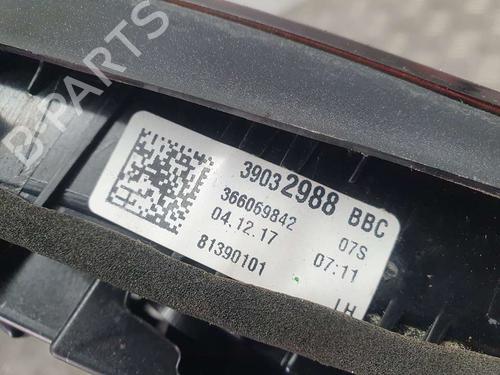 B-PARTS
39032988 BBC
366069842 07S
04.12.17 07:11
81390101 LH